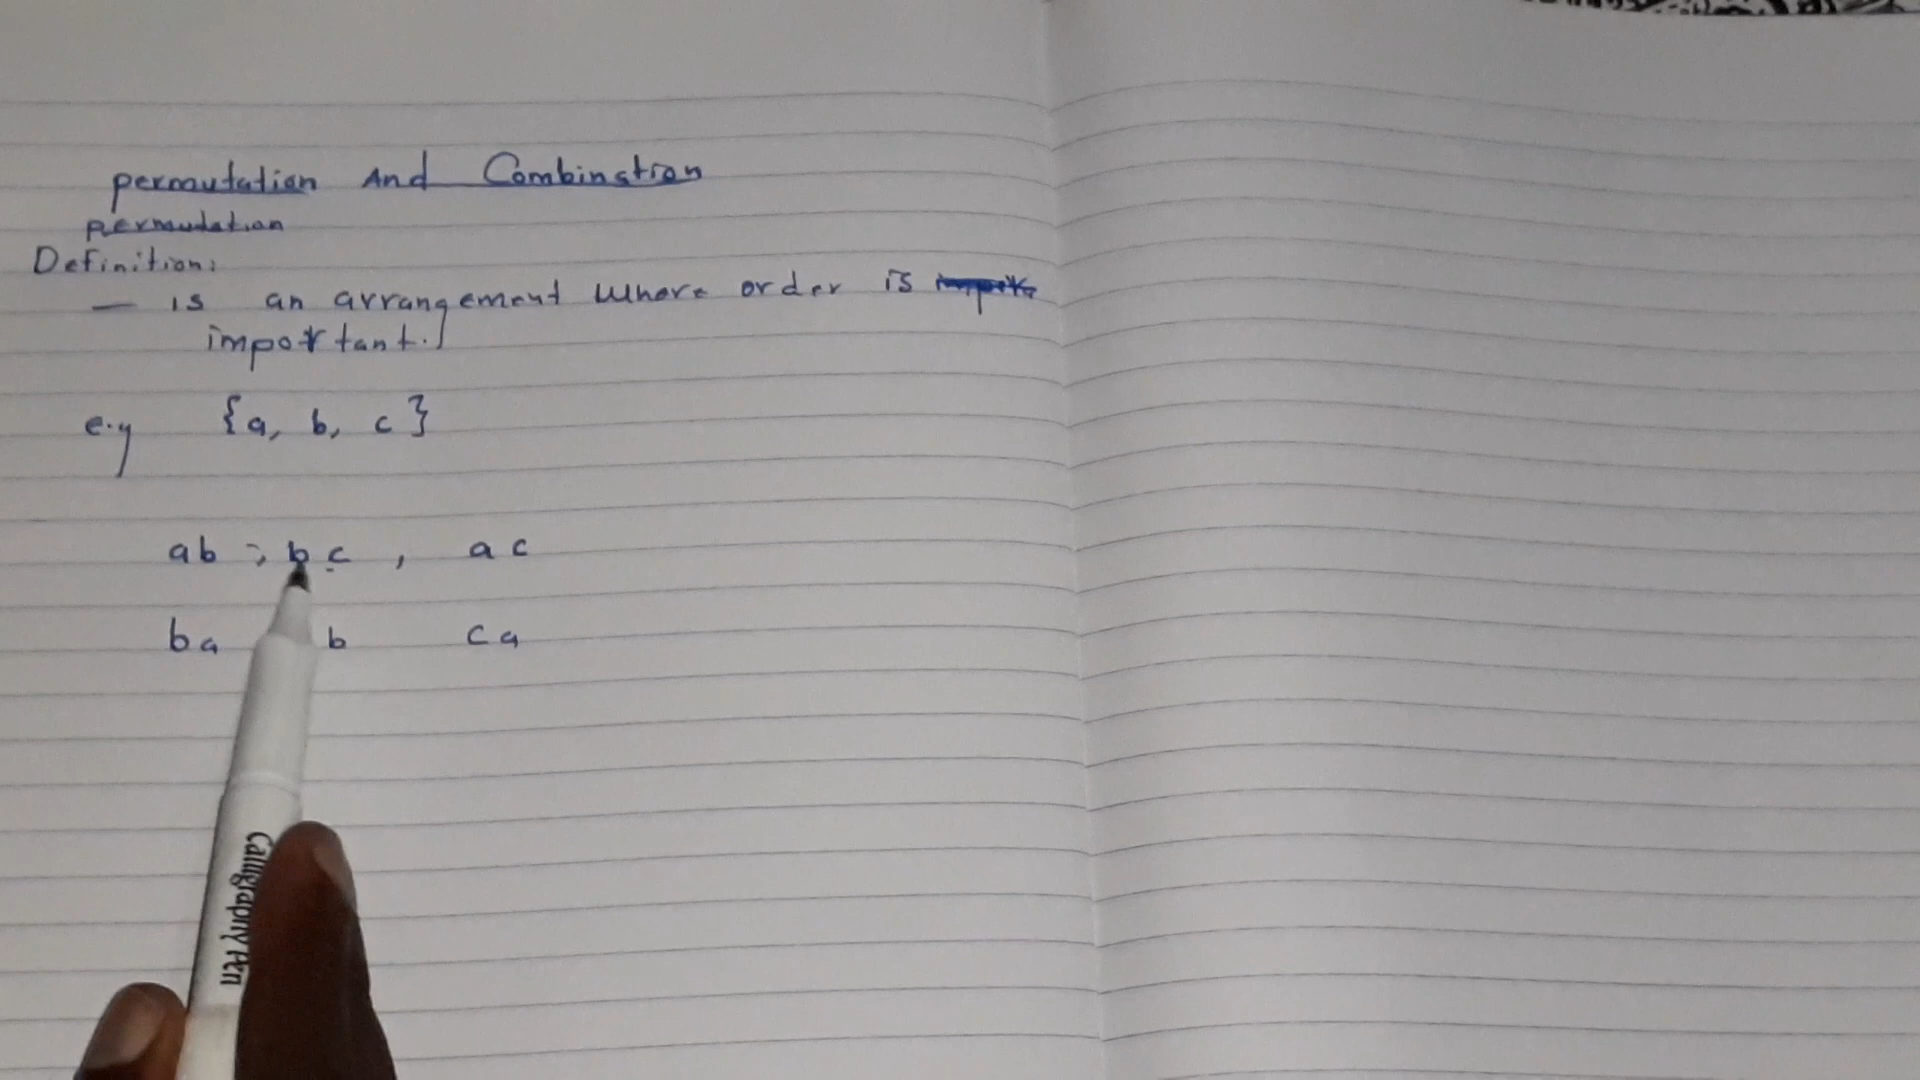 permutation And Combination
permutation
Definition:
— is an arrangement where order is
important.
e.g {a, b, c}
ab , bc , ac
ba b ca
Calligraphy Pen